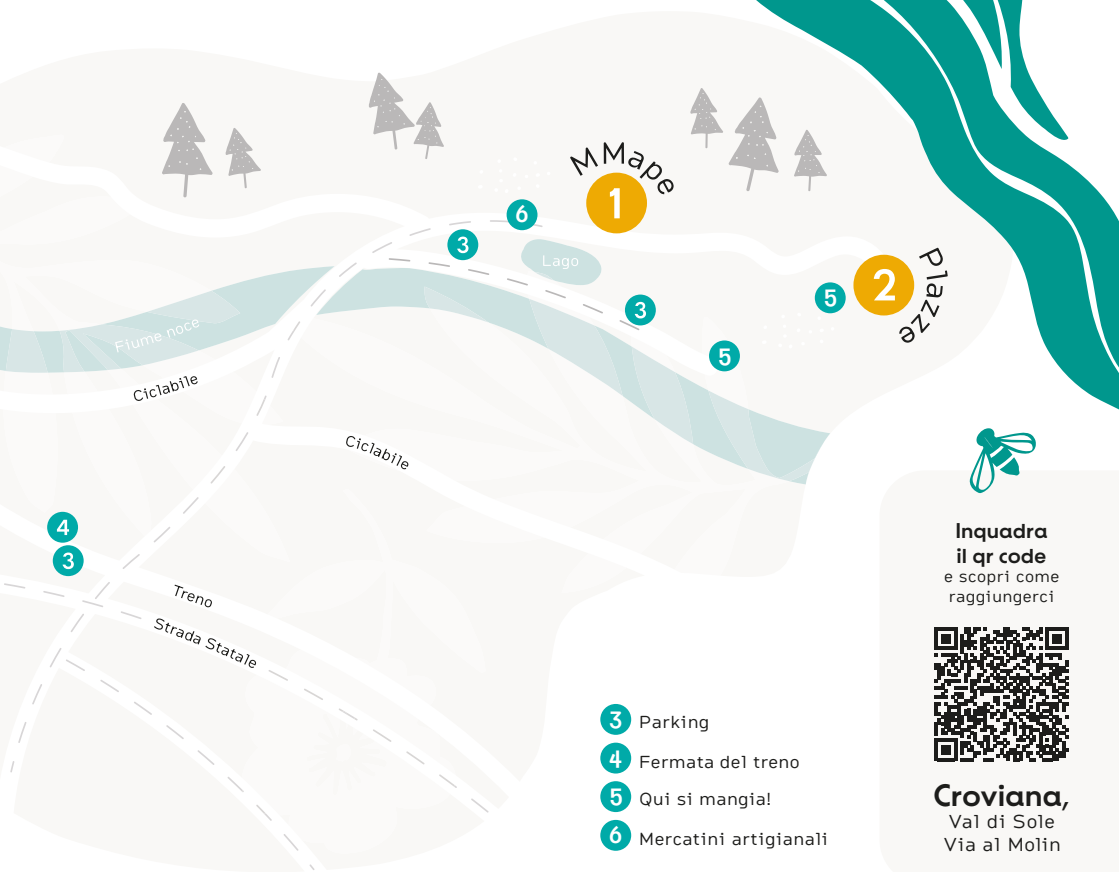 MMape
1
6
3
Lago
2
Plazze
5
3
5
Fiume noce
Ciclabile
Ciclabile
4
3
Treno
Strada Statale
3 Parking
4 Fermata del treno
5 Qui si mangia!
6 Mercatini artigianali
Inquadra
il qr code
e scopri come
raggiungerci
Croviana,
Val di Sole
Via al Molin